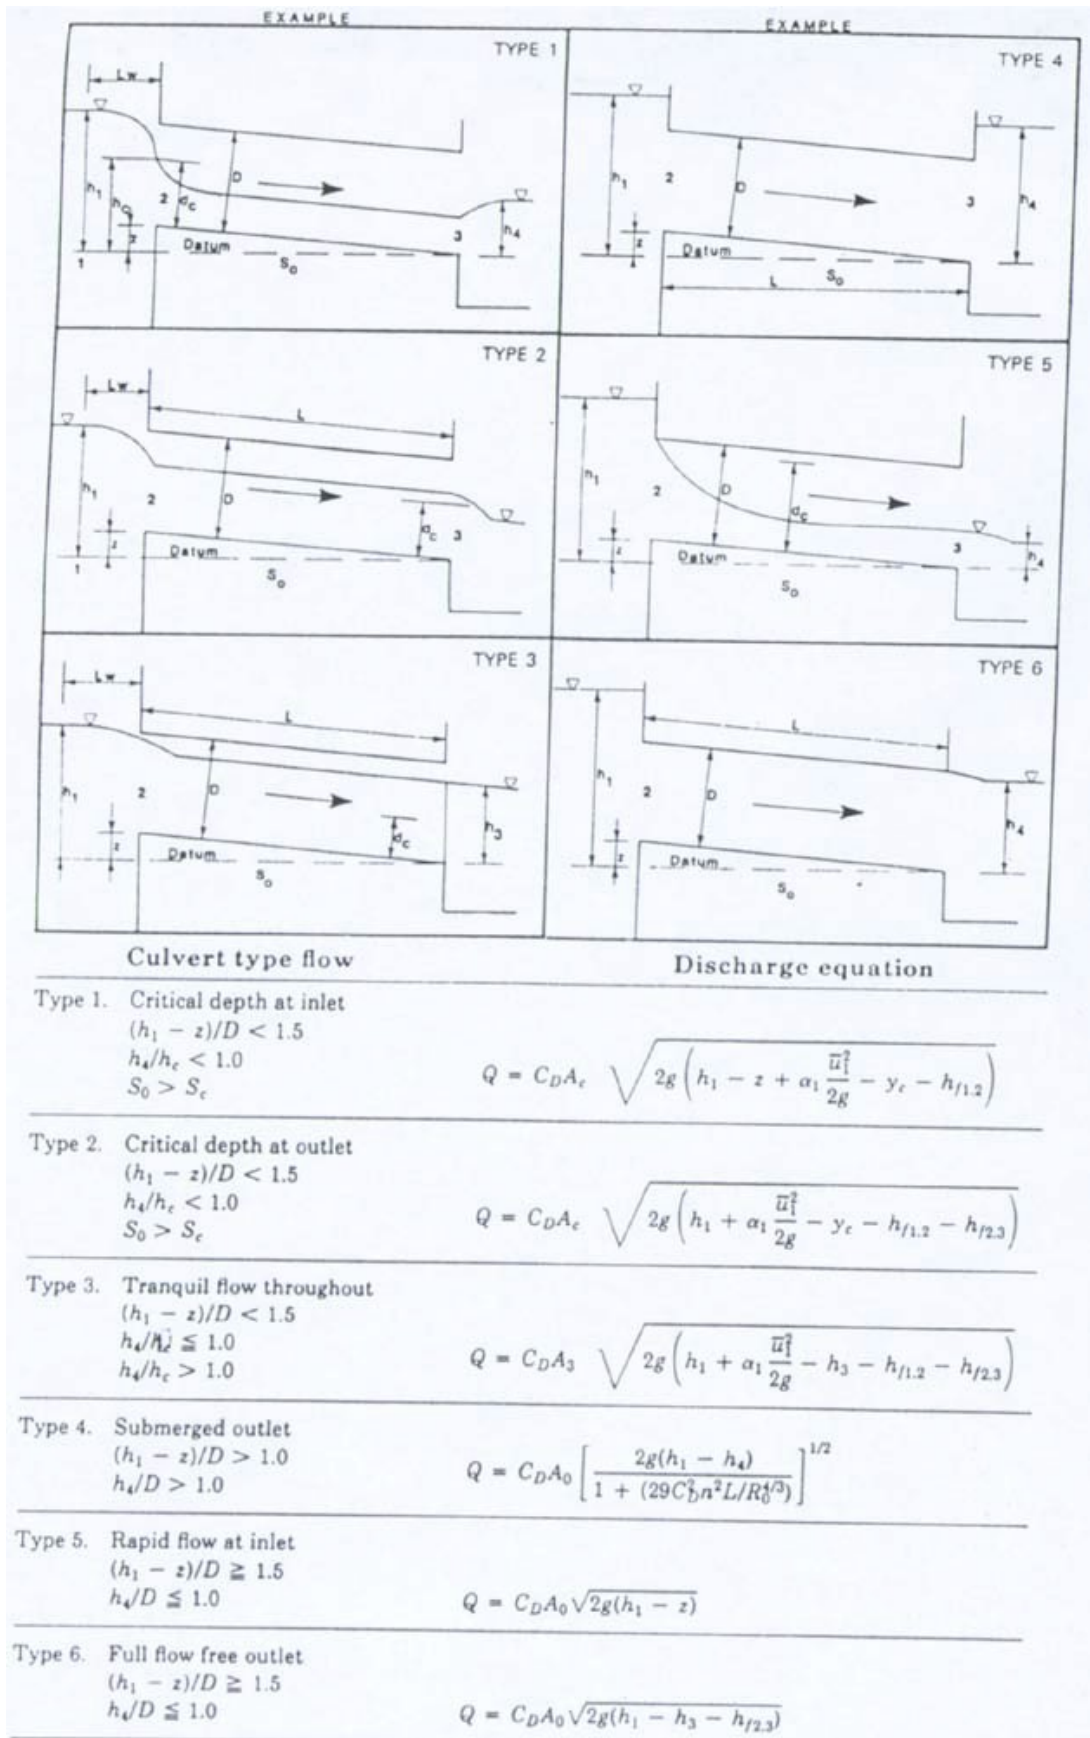 EXAMPLE
EXAMPLE
TYPE 1
Lw
h1 hc z 2 dc D
h4
Datum
3
1
S0
TYPE 4
h1 2 D 3 h4
z Datum
L S0
TYPE 2
Lw
L
h1 2 D dc 3
z Datum
1 S0
TYPE 5
h1 2 D dc
z Datum 3 h4
S0
TYPE 3
Lw
L
h1 2 D dc h3
z Datum
S0
TYPE 6
L
h1 2 D h4
z Datum
S0
Culvert type flow Discharge equation
Type 1. Critical depth at inlet
(h1 − z)/D < 1.5
h4/hc < 1.0
S0 > Sc
Q = CDAc √2g(h1 − z + α1 ū1²/2g − yc − hf1.2)
Type 2. Critical depth at outlet
(h1 − z)/D < 1.5
h4/hc < 1.0
S0 > Sc
Q = CDAc √2g(h1 + α1 ū1²/2g − yc − hf1.2 − hf2.3)
Type 3. Tranquil flow throughout
(h1 − z)/D < 1.5
≦ 1.0
h4/hc > 1.0
Q = CDA3 √2g(h1 + α1 ū1²/2g − h3 − hf1.2 − hf2.3)
Type 4. Submerged outlet
(h1 − z)/D > 1.0
h4/D > 1.0
Q = CDA0 [2g(h1 − h4) / 1 + (29CD²n²L/R0^4/3)]^1/2
Type 5. Rapid flow at inlet
(h1 − z)/D ≧ 1.5
h4/D ≦ 1.0
Q = CDA0√2g(h1 − z)
Type 6. Full flow free outlet
(h1 − z)/D ≧ 1.5
h4/D ≦ 1.0
Q = CDA0√2g(h1 − h3 − hf2.3)